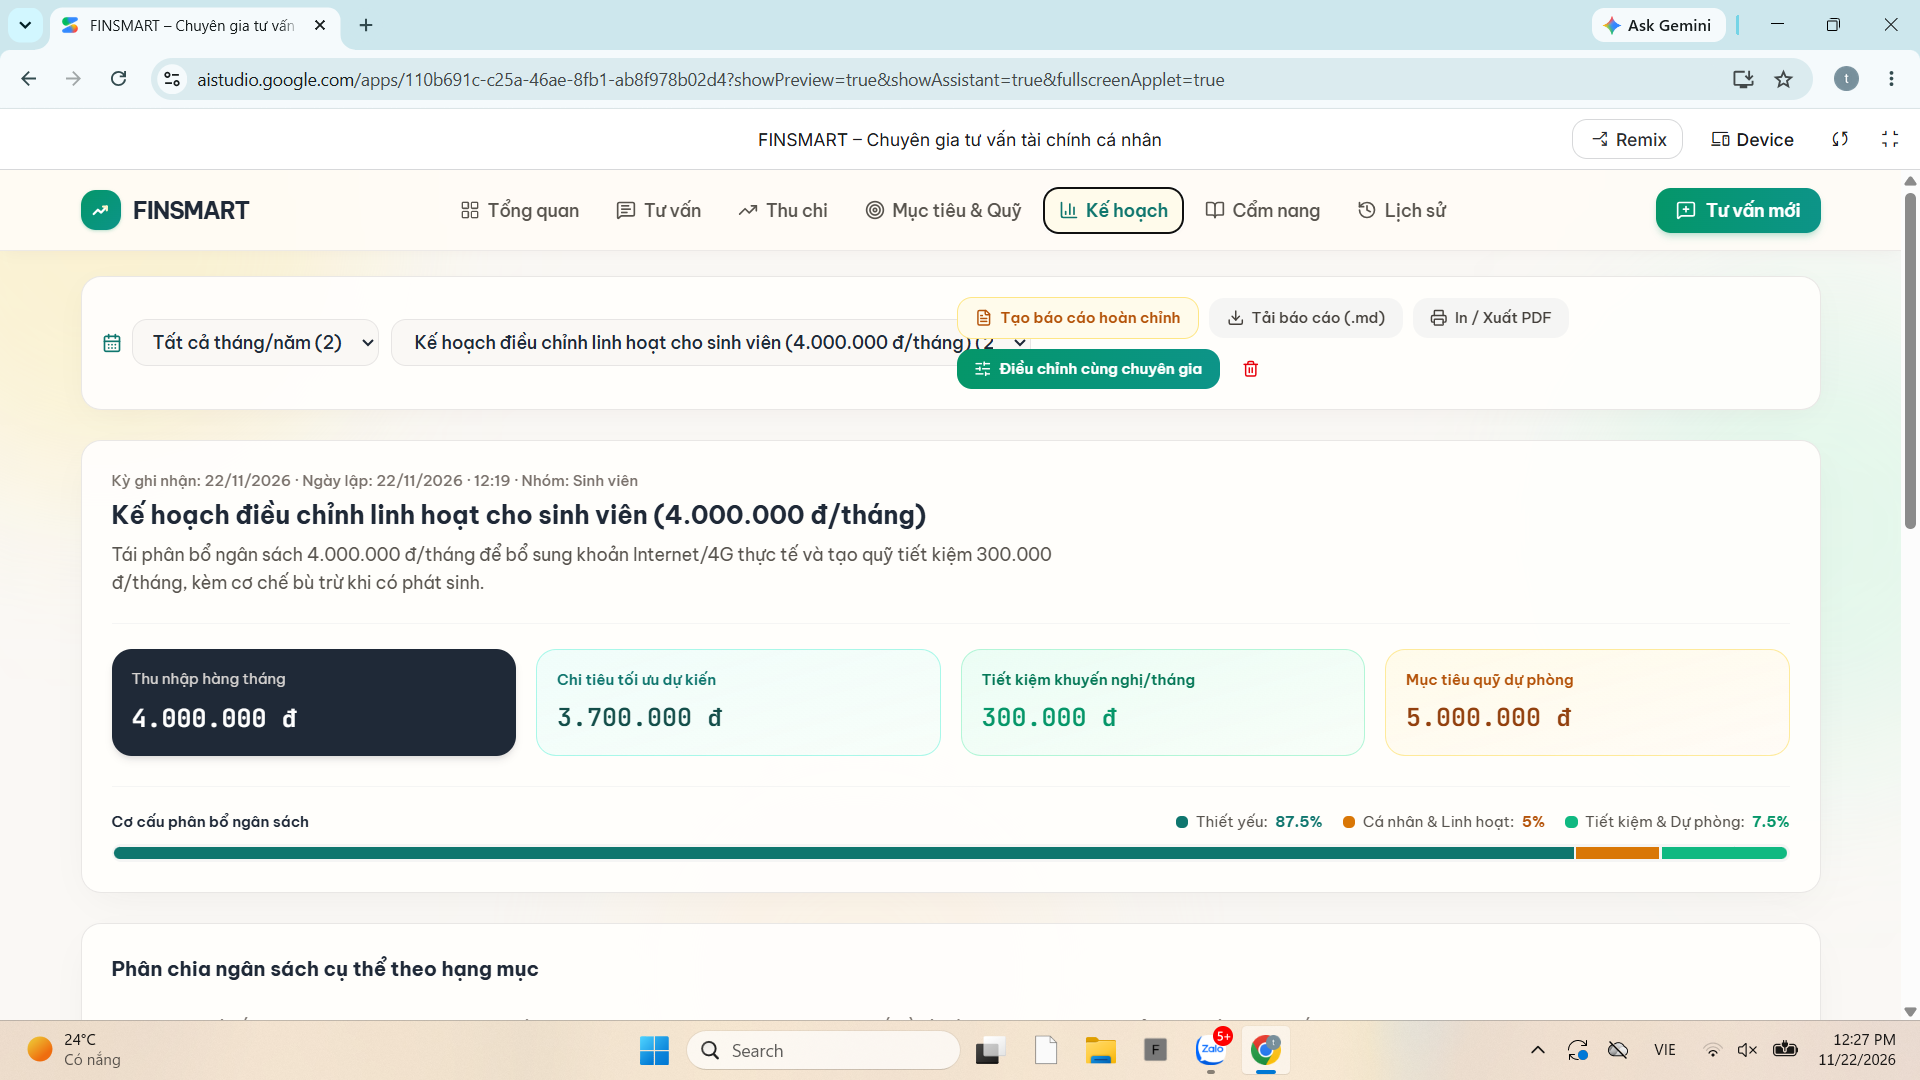 FINSMART – Chuyên gia tư vấn
Ask Gemini
aistudio.google.com/apps/110b691c-c25a-46ae-8fb1-ab8f978b02d4?showPreview=true&showAssistant=true&fullscreenApplet=true
t
FINSMART – Chuyên gia tư vấn tài chính cá nhân
Remix
Device
FINSMART
Tổng quan
Tư vấn
Thu chi
Mục tiêu & Quỹ
Kế hoạch
Cẩm nang
Lịch sử
Tư vấn mới
Tất cả tháng/năm (2)
Kế hoạch điều chỉnh linh hoạt cho sinh viên (4.000.000 đ/tháng) (2
Tạo báo cáo hoàn chỉnh
Tải báo cáo (.md)
In / Xuất PDF
Điều chỉnh cùng chuyên gia
Kỳ ghi nhận: 22/11/2026 · Ngày lập: 22/11/2026 · 12:19 · Nhóm: Sinh viên
Kế hoạch điều chỉnh linh hoạt cho sinh viên (4.000.000 đ/tháng)
Tái phân bổ ngân sách 4.000.000 đ/tháng để bổ sung khoản Internet/4G thực tế và tạo quỹ tiết kiệm 300.000
đ/tháng, kèm cơ chế bù trừ khi có phát sinh.
Thu nhập hàng tháng
4.000.000 đ
Chi tiêu tối ưu dự kiến
3.700.000 đ
Tiết kiệm khuyến nghị/tháng
300.000 đ
Mục tiêu quỹ dự phòng
5.000.000 đ
Cơ cấu phân bổ ngân sách
Thiết yếu: 87.5%
Cá nhân & Linh hoạt: 5%
Tiết kiệm & Dự phòng: 7.5%
Phân chia ngân sách cụ thể theo hạng mục
24°C
Có nắng
Search
F
Zalo
5+
VIE
12:27 PM
11/22/2026